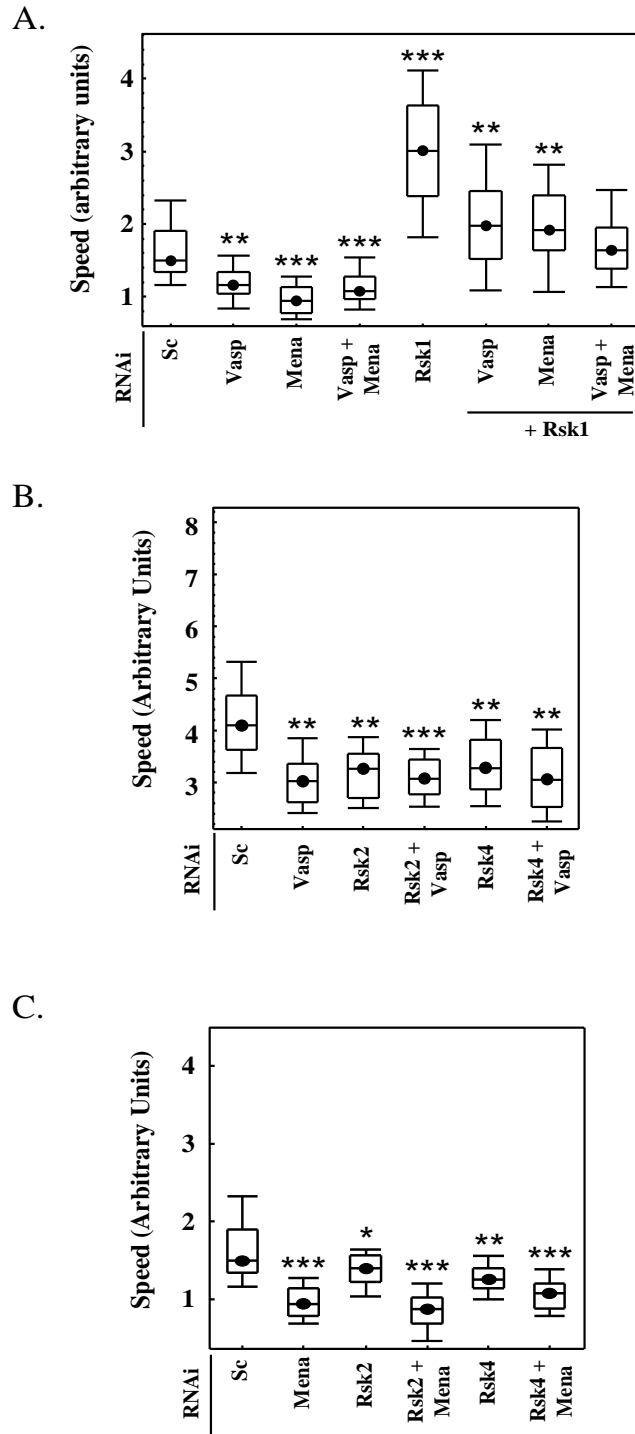 A.
Speed (arbitrary units)
4
3
2
1
***
**
**
**
***
***
RNAi
Sc
Vasp
Mena
Vasp +
Mena
Rsk1
Vasp
Mena
Vasp +
Mena
+ Rsk1
B.
Speed (Arbitrary Units)
8
7
6
5
4
3
**
**
***
**
**
RNAi
Sc
Vasp
Rsk2
Rsk2 +
Vasp
Rsk4
Rsk4 +
Vasp
C.
Speed (Arbitrary Units)
4
3
2
1
***
*
***
**
***
RNAi
Sc
Mena
Rsk2
Rsk2 +
Mena
Rsk4
Rsk4 +
Mena